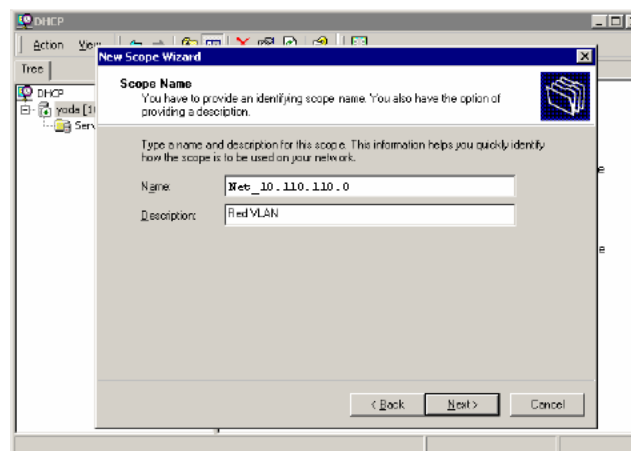 DHCP
Action View
New Scope Wizard
Tree
Scope Name
You have to provide an identifying scope name. You also have the option of
providing a description.
DHCP
yoda [1
Serv
Type a name and description for this scope. This information helps you quickly identify
how the scope is to be used on your network.
Name: Net_10.110.110.0
Description: Red VLAN
e
e
< Back Next > Cancel